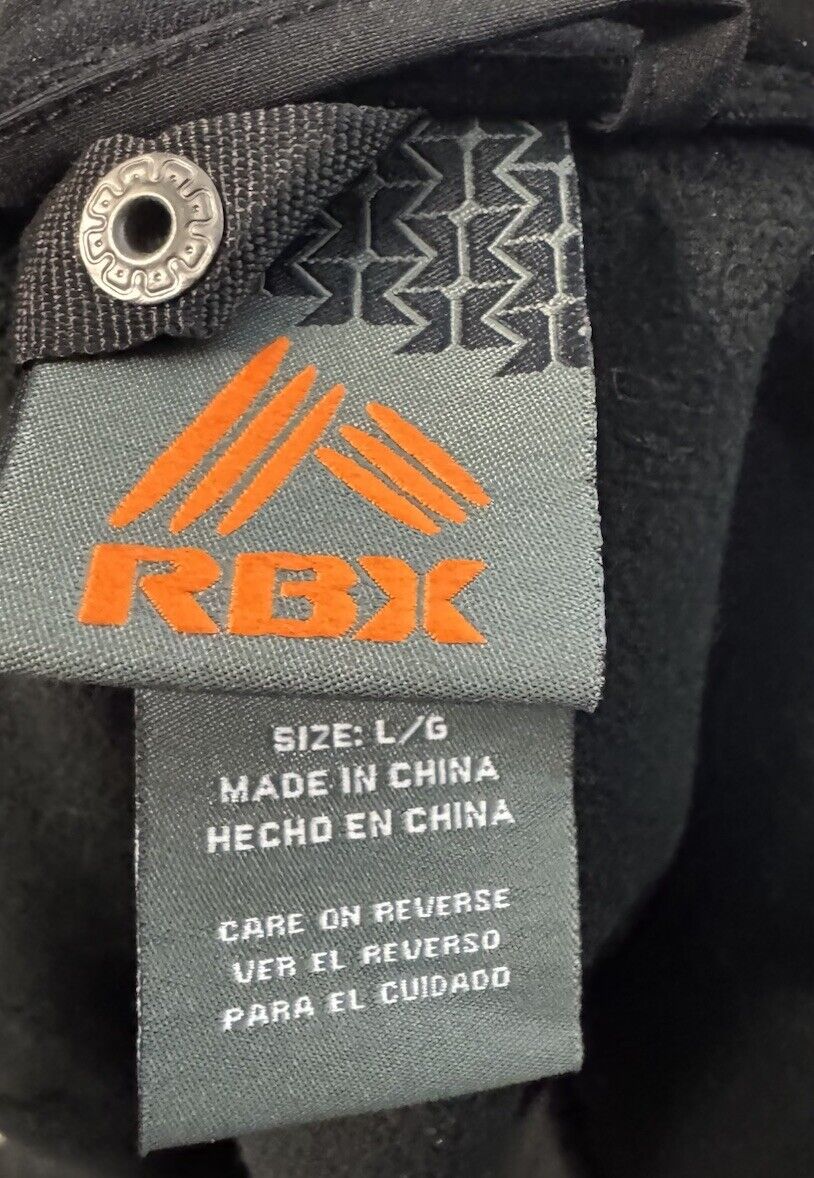 RBX
SIZE: L/G
MADE IN CHINA
HECHO EN CHINA
CARE ON REVERSE
VER EL REVERSO
PARA EL CUIDADO